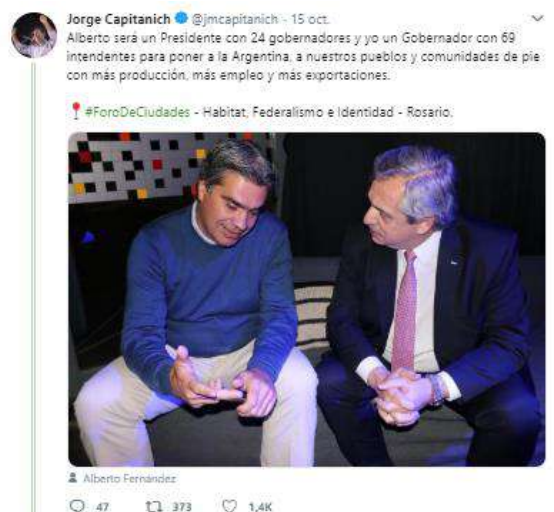 Jorge Capitanich @jmcapitanich · 15 oct.
Alberto será un Presidente con 24 gobernadores y yo un Gobernador con 69
intendentes para poner a la Argentina, a nuestros pueblos y comunidades de pie
con más producción, más empleo y más exportaciones.
#ForoDeCiudades - Habitat, Federalismo e Identidad - Rosario.
Alberto Fernández
47 373 1,4K